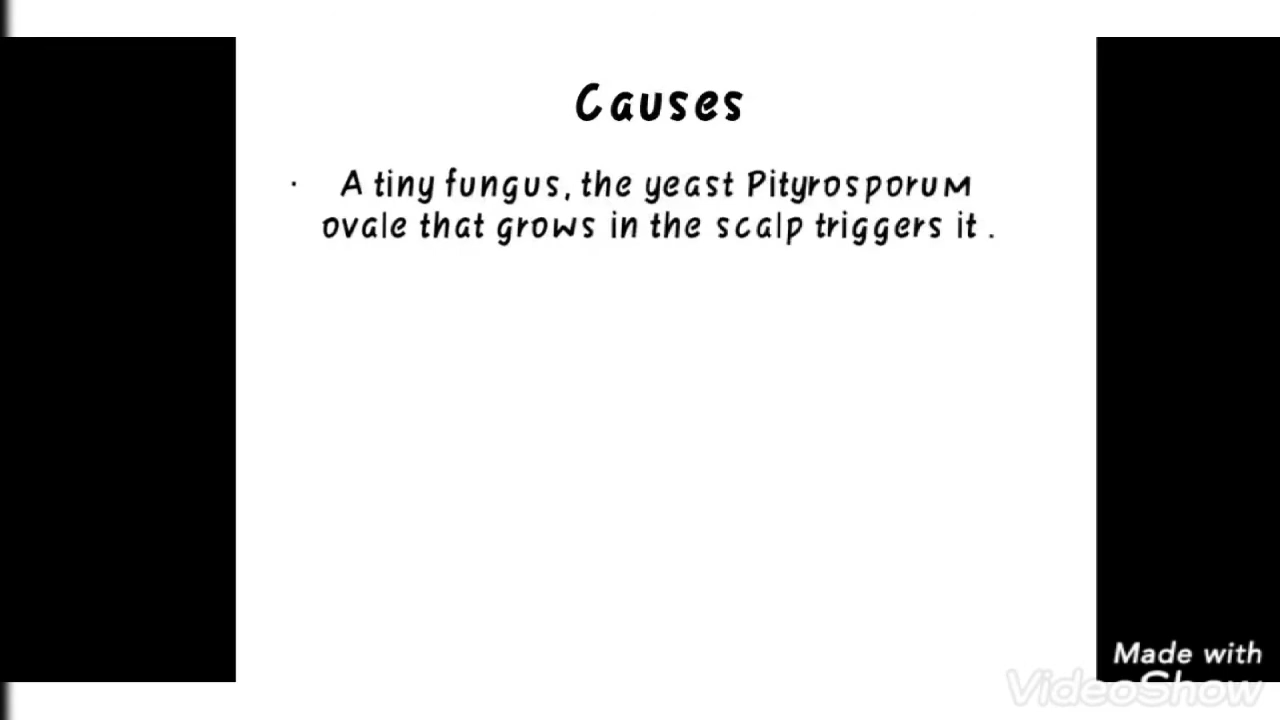 Causes
· A tiny fungus, the yeast Pityrosporum
ovale that grows in the scalp triggers it .
Made with
VideoShow